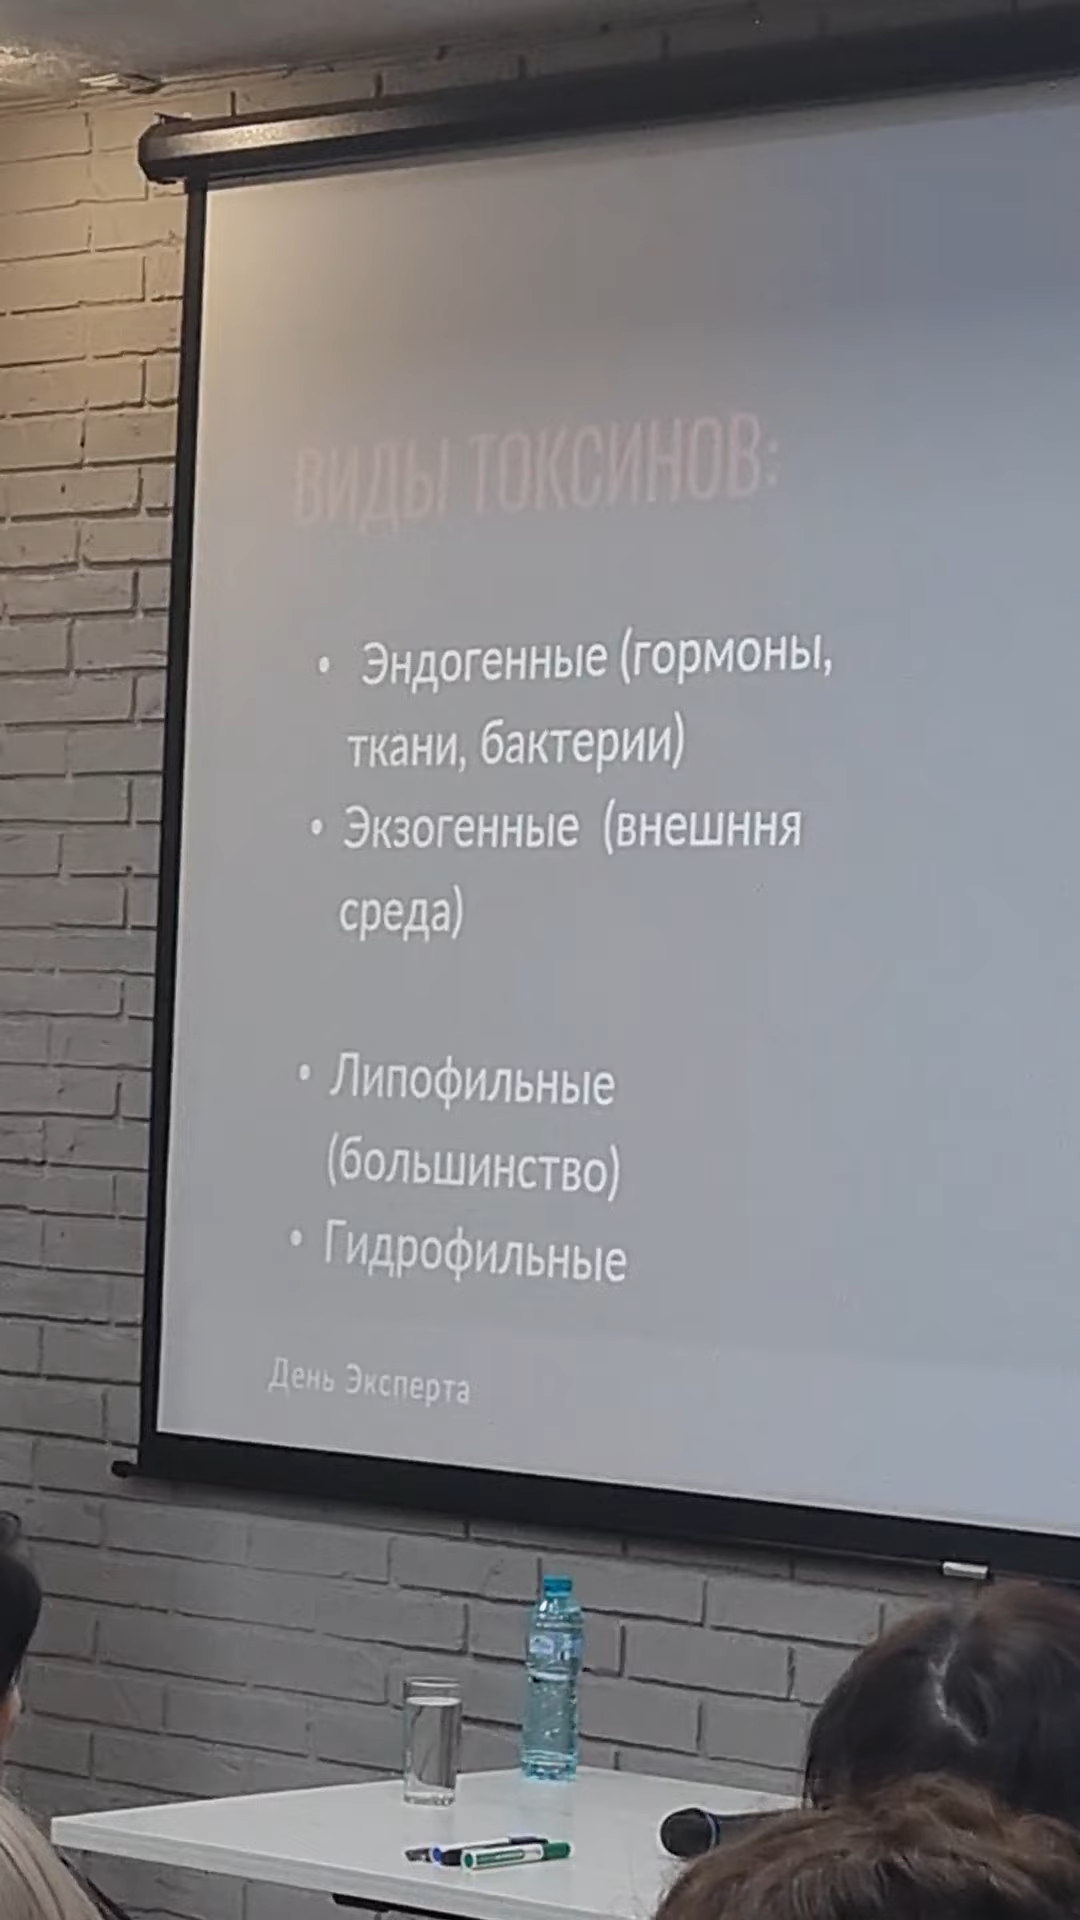 ВИДЫ ТОКСИНОВ:
• Эндогенные (гормоны,
ткани, бактерии)
• Экзогенные (внешння
среда)
• Липофильные
(большинство)
• Гидрофильные
День Эксперта